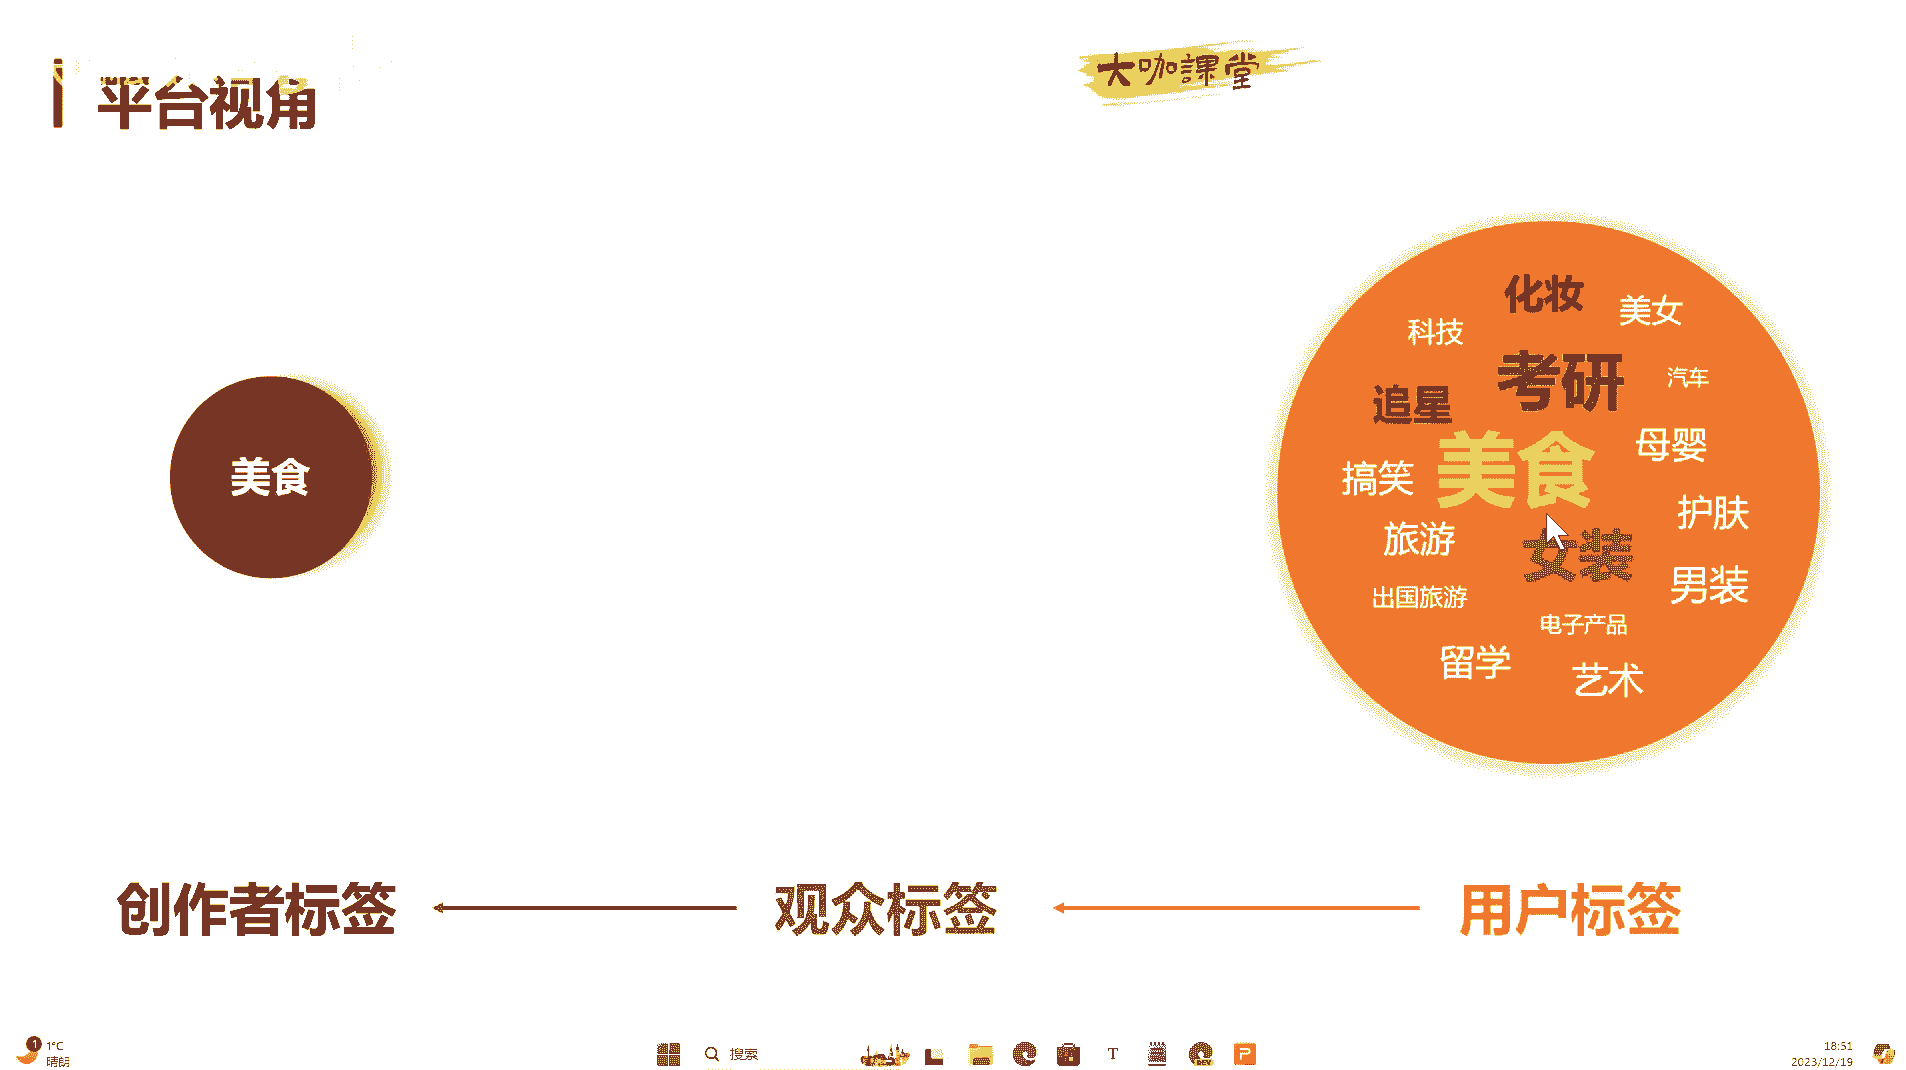 平台视角
大咖課堂
化妆
美女
科技
考研
汽车
追星
美食
母婴
搞笑
美食
护肤
旅游
女装
男装
出国旅游
电子产品
留学
艺术
创作者标签
观众标签
用户标签
1
1°C
晴朗
搜索
T
DEV
P
18:51
2023/12/19